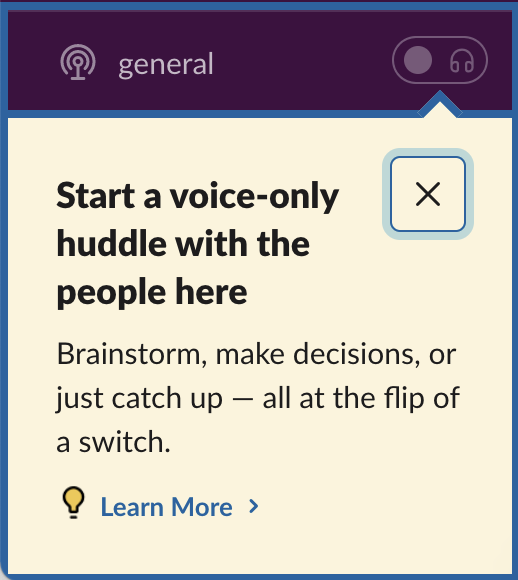 general
Start a voice-only
huddle with the
people here
Brainstorm, make decisions, or
just catch up — all at the flip of
a switch.
Learn More